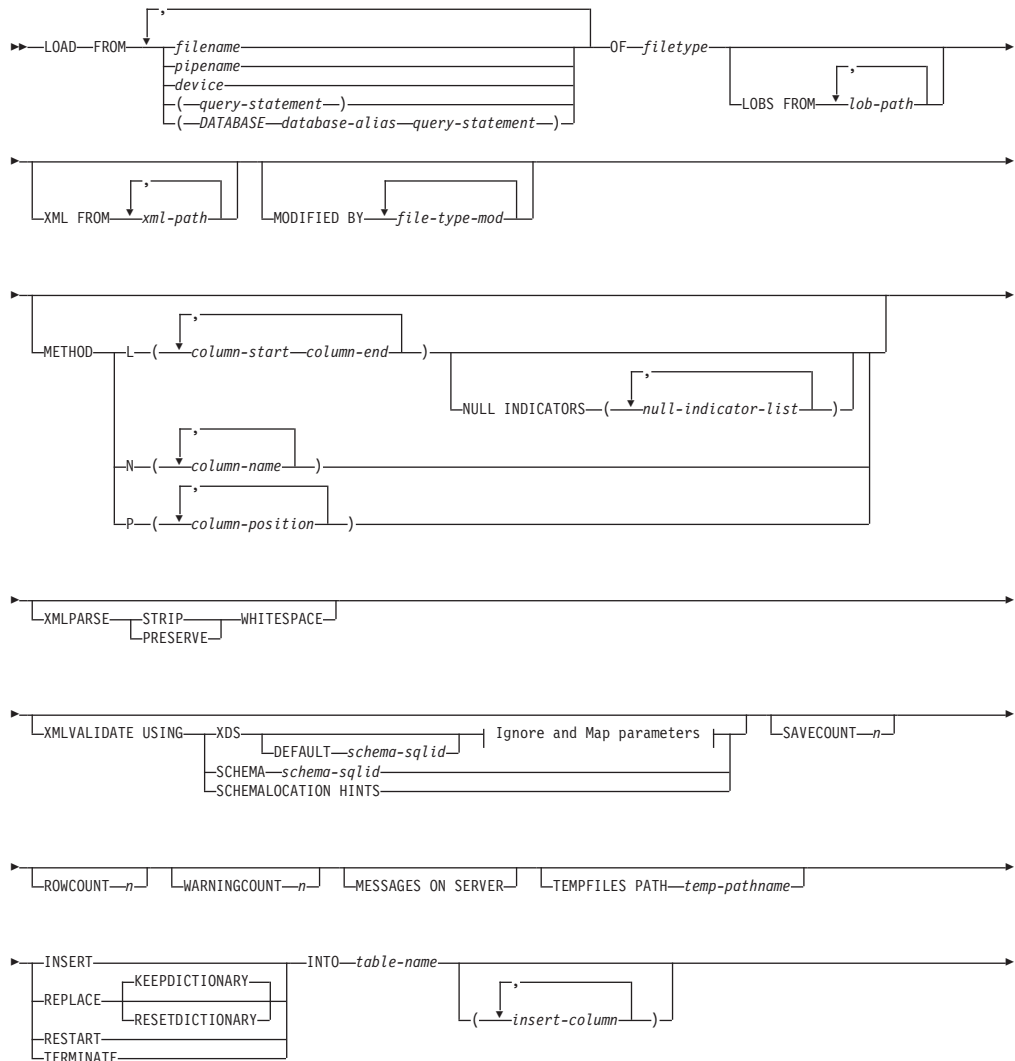 ,
LOAD FROM filename OF filetype
pipename ,
device
( query-statement ) LOBS FROM lob-path
( DATABASE database-alias query-statement )
, 
XML FROM xml-path MODIFIED BY file-type-mod
,
METHOD L ( column-start column-end )
,
NULL INDICATORS ( null-indicator-list )
,
N ( column-name )
,
P ( column-position )
XMLPARSE STRIP WHITESPACE
PRESERVE
XMLVALIDATE USING XDS Ignore and Map parameters SAVECOUNT n
DEFAULT schema-sqlid
SCHEMA schema-sqlid
SCHEMALOCATION HINTS
ROWCOUNT n WARNINGCOUNT n MESSAGES ON SERVER TEMPFILES PATH temp-pathname
INSERT INTO table-name
KEEPDICTIONARY ,
REPLACE
RESETDICTIONARY ( insert-column )
RESTART
TERMINATE